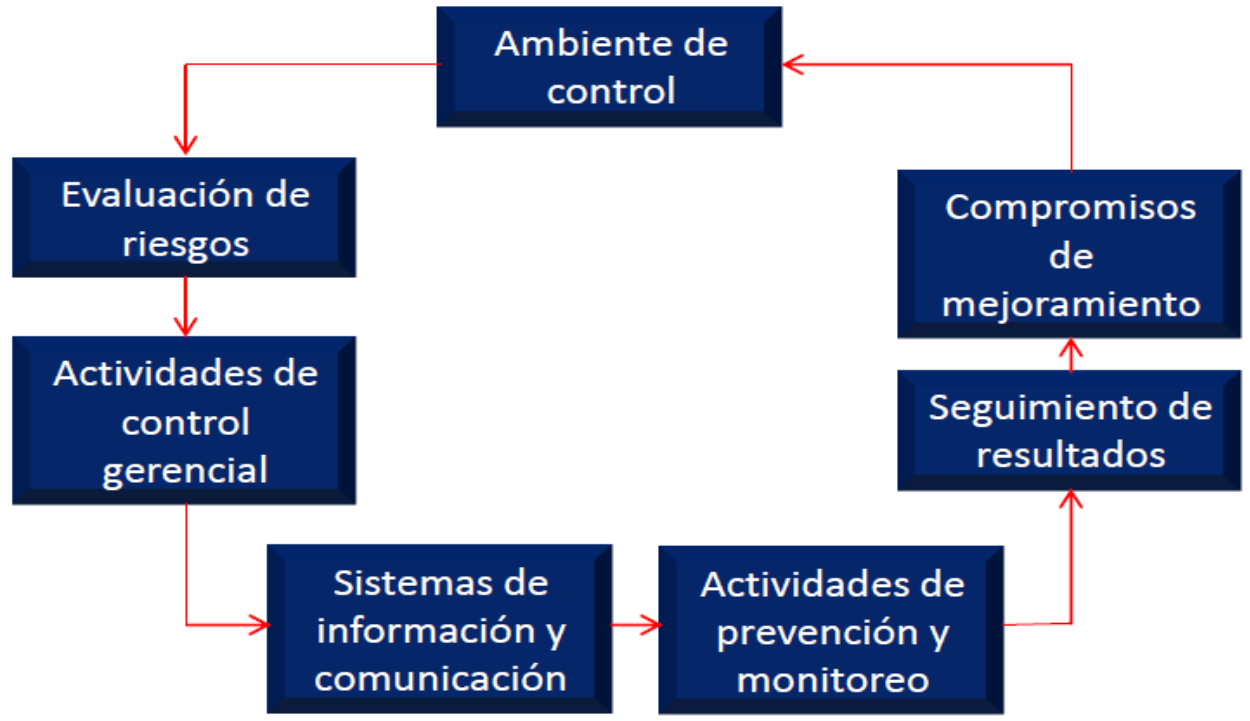 Ambiente de
control
Evaluación de
riesgos
Actividades de
control
gerencial
Sistemas de
información y
comunicación
Actividades de
prevención y
monitoreo
Seguimiento de
resultados
Compromisos
de
mejoramiento